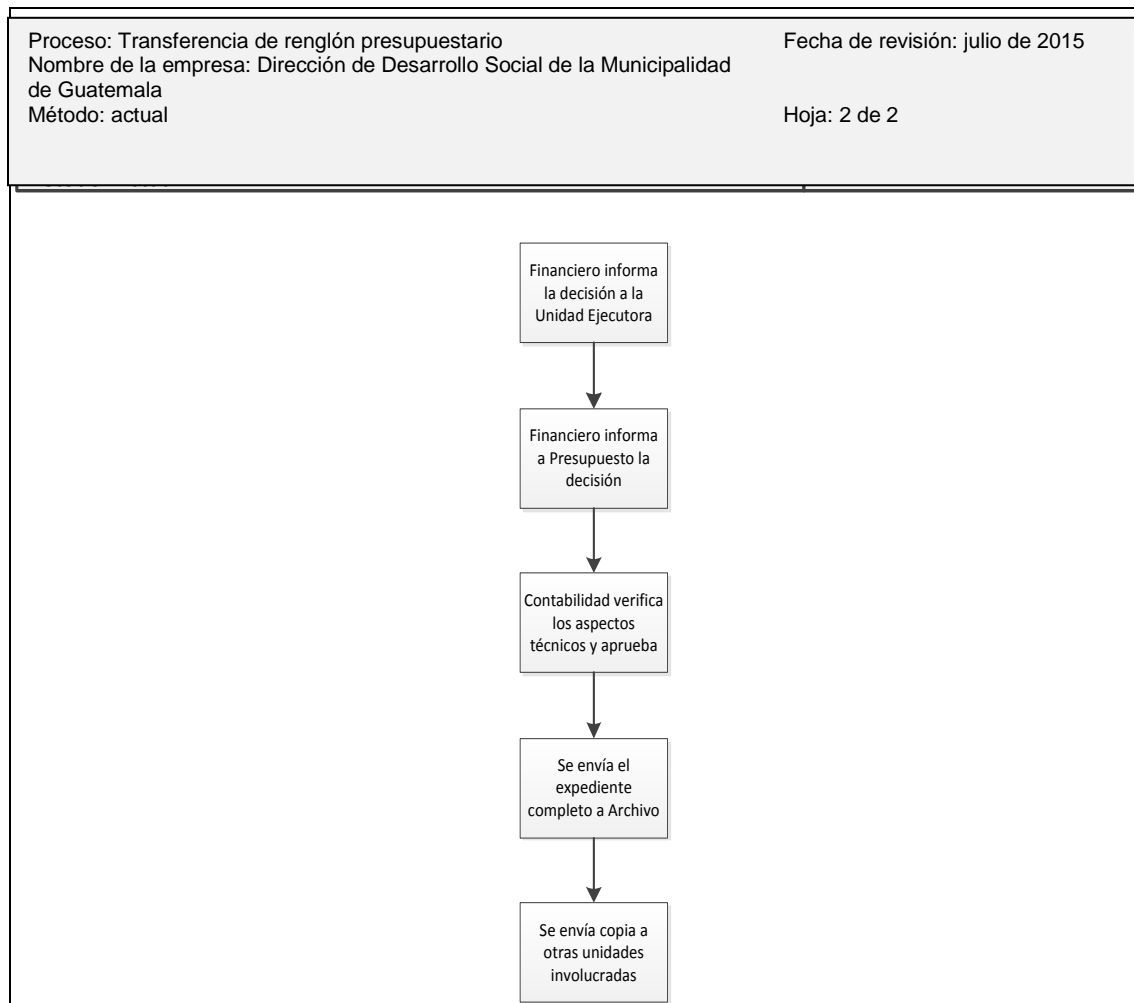 Proceso: Transferencia de renglón presupuestario
Fecha de revisión: julio de 2015
Nombre de la empresa: Dirección de Desarrollo Social de la Municipalidad
de Guatemala
Método: actual
Hoja: 2 de 2
Financiero informa
la decisión a la
Unidad Ejecutora
Financiero informa
a Presupuesto la
decisión
Contabilidad verifica
los aspectos
técnicos y aprueba
Se envía el
expediente
completo a Archivo
Se envía copia a
otras unidades
involucradas